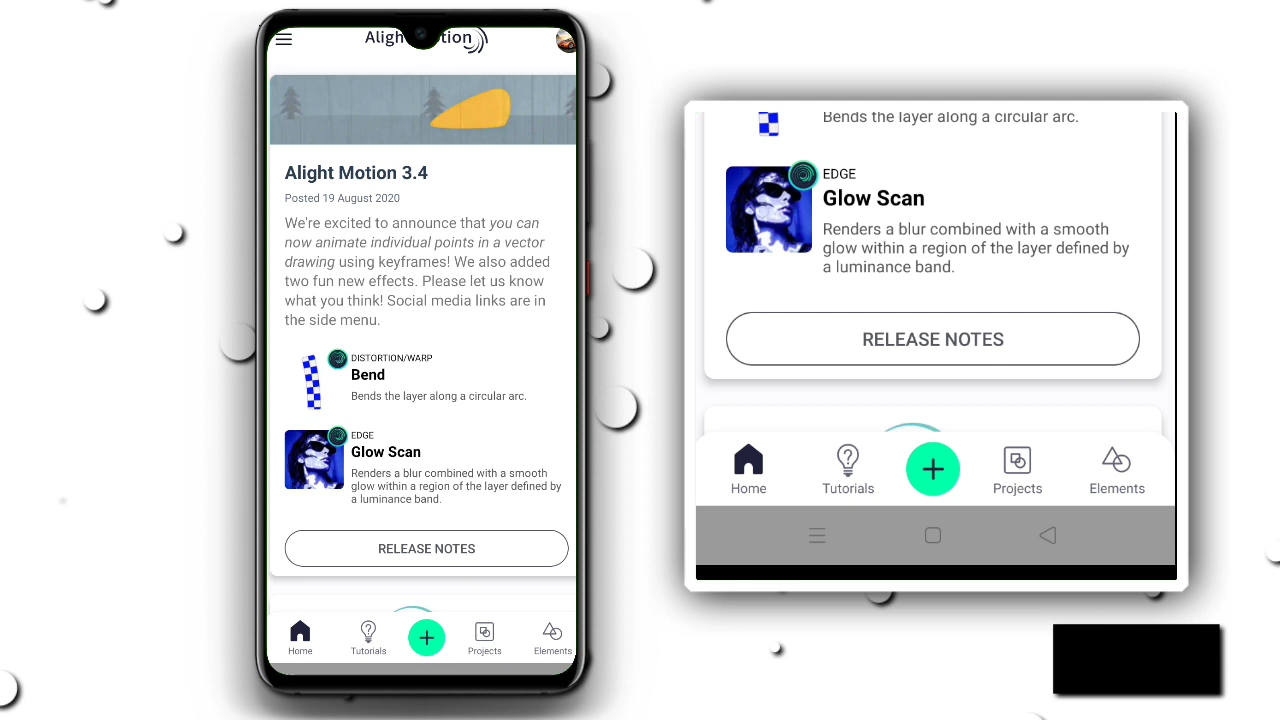 Aligh otion
Alight Motion 3.4
Posted 19 August 2020
We're excited to announce that you can
now animate individual points in a vector
drawing using keyframes! We also added
two fun new effects. Please let us know
what you think! Social media links are in
the side menu.
DISTORTION/WARP
Bend
Bends the layer along a circular arc.
EDGE
Glow Scan
Renders a blur combined with a smooth
glow within a region of the layer defined by
a luminance band.
RELEASE NOTES
Home
Tutorials
Projects
Elements
Bends the layer along a circular arc.
EDGE
Glow Scan
Renders a blur combined with a smooth
glow within a region of the layer defined by
a luminance band.
RELEASE NOTES
Home
Tutorials
Projects
Elements